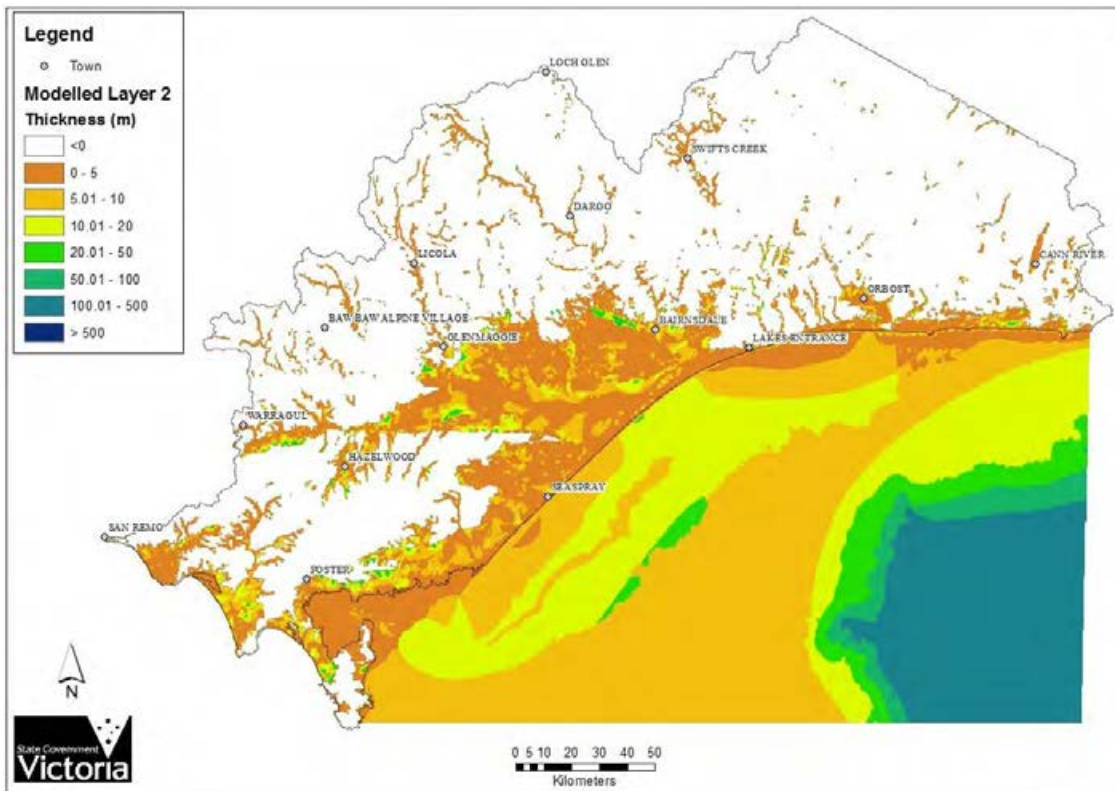 Legend
Town
Modelled Layer 2
Thickness (m)
<0
0 - 5
5.01 - 10
10.01 - 20
20.01 - 50
50.01 - 100
100.01 - 500
> 500
LOCH GLEN
SWIFTS CREEK
DARGO
LICOLA
CANN RIVER
ORBOST
BAW BAW ALPINE VILLAGE
BAIRNSDALE
GLENMAGGIE
LAKES ENTRANCE
WARRAGUL
HAZELWOOD
SEASPRAY
SAN REMO
FOSTER
N
State Government
Victoria
0 5 10 20 30 40 50
Kilometers